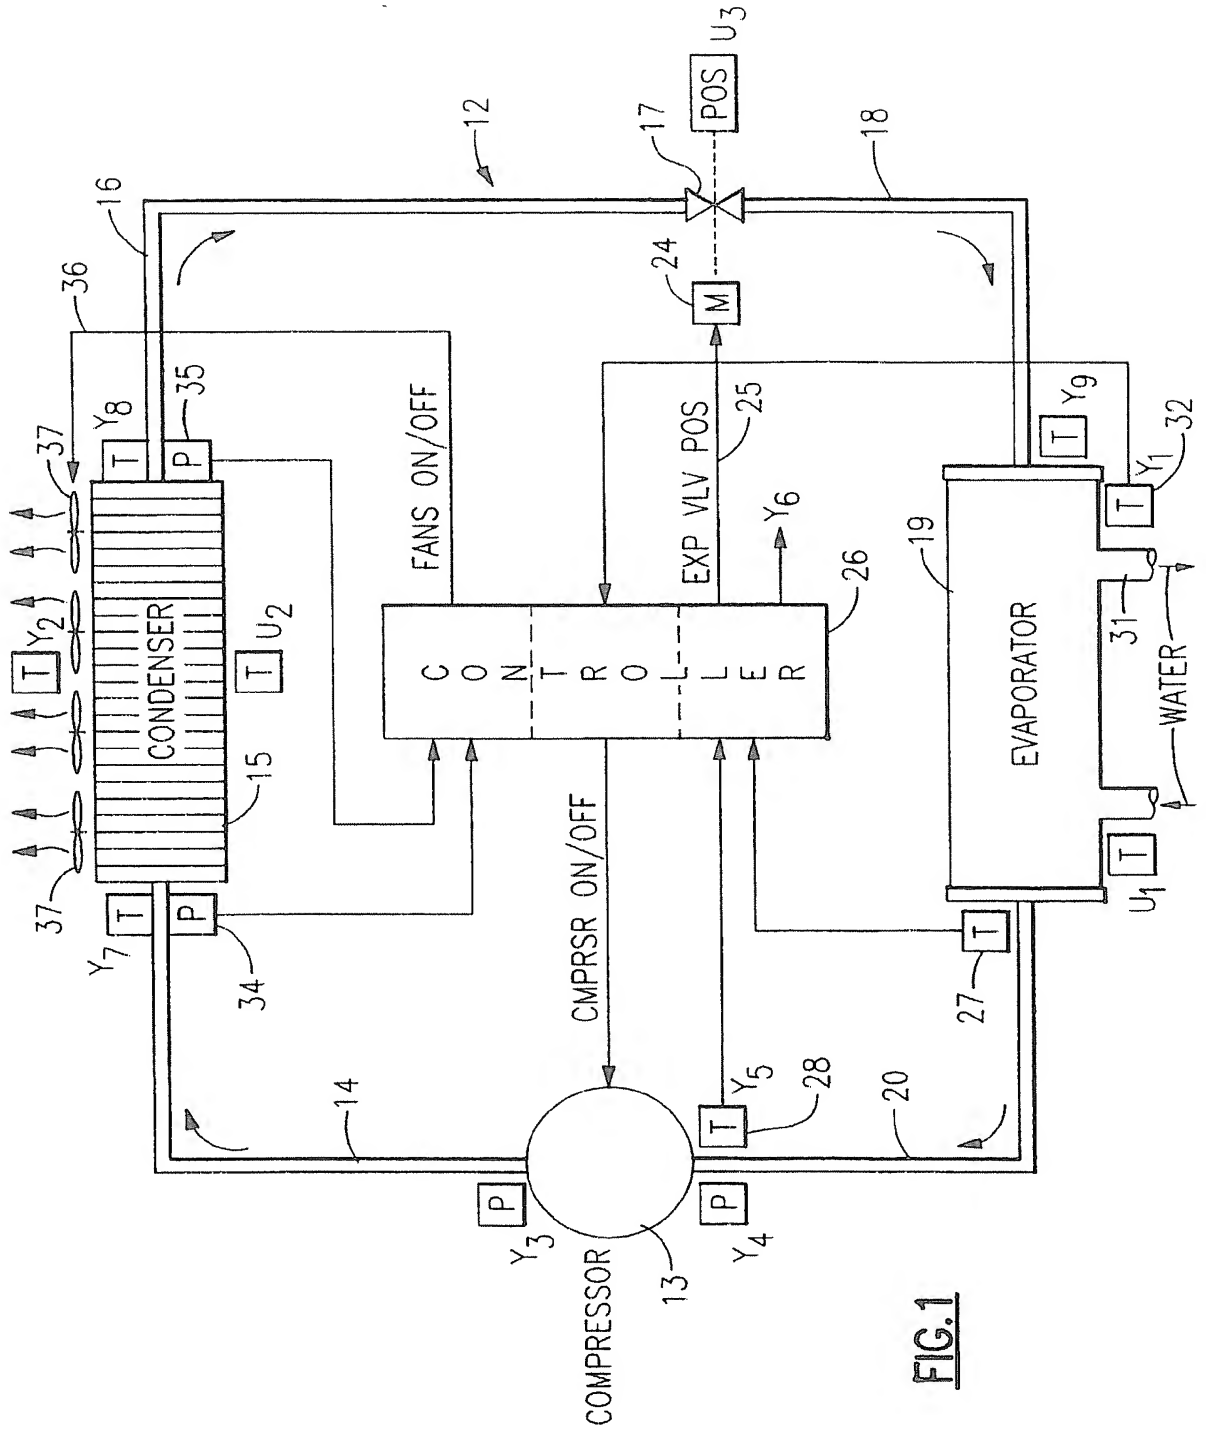 12
16
36
37
Y8
T
P
35
FANS ON/OFF
T
Y2
CONDENSER
T
U2
15
37
Y7
T
P
34
14
POS
U3
17
18
24
M
EXP VLV POS
25
Y6
CONTROLLER
26
CMPRSR ON/OFF
P
Y3
COMPRESSOR
13
P
Y4
T
Y5
28
20
27
T
19
EVAPORATOR
T
Y9
T
Y1
32
31
WATER
T
U1
FIG.1